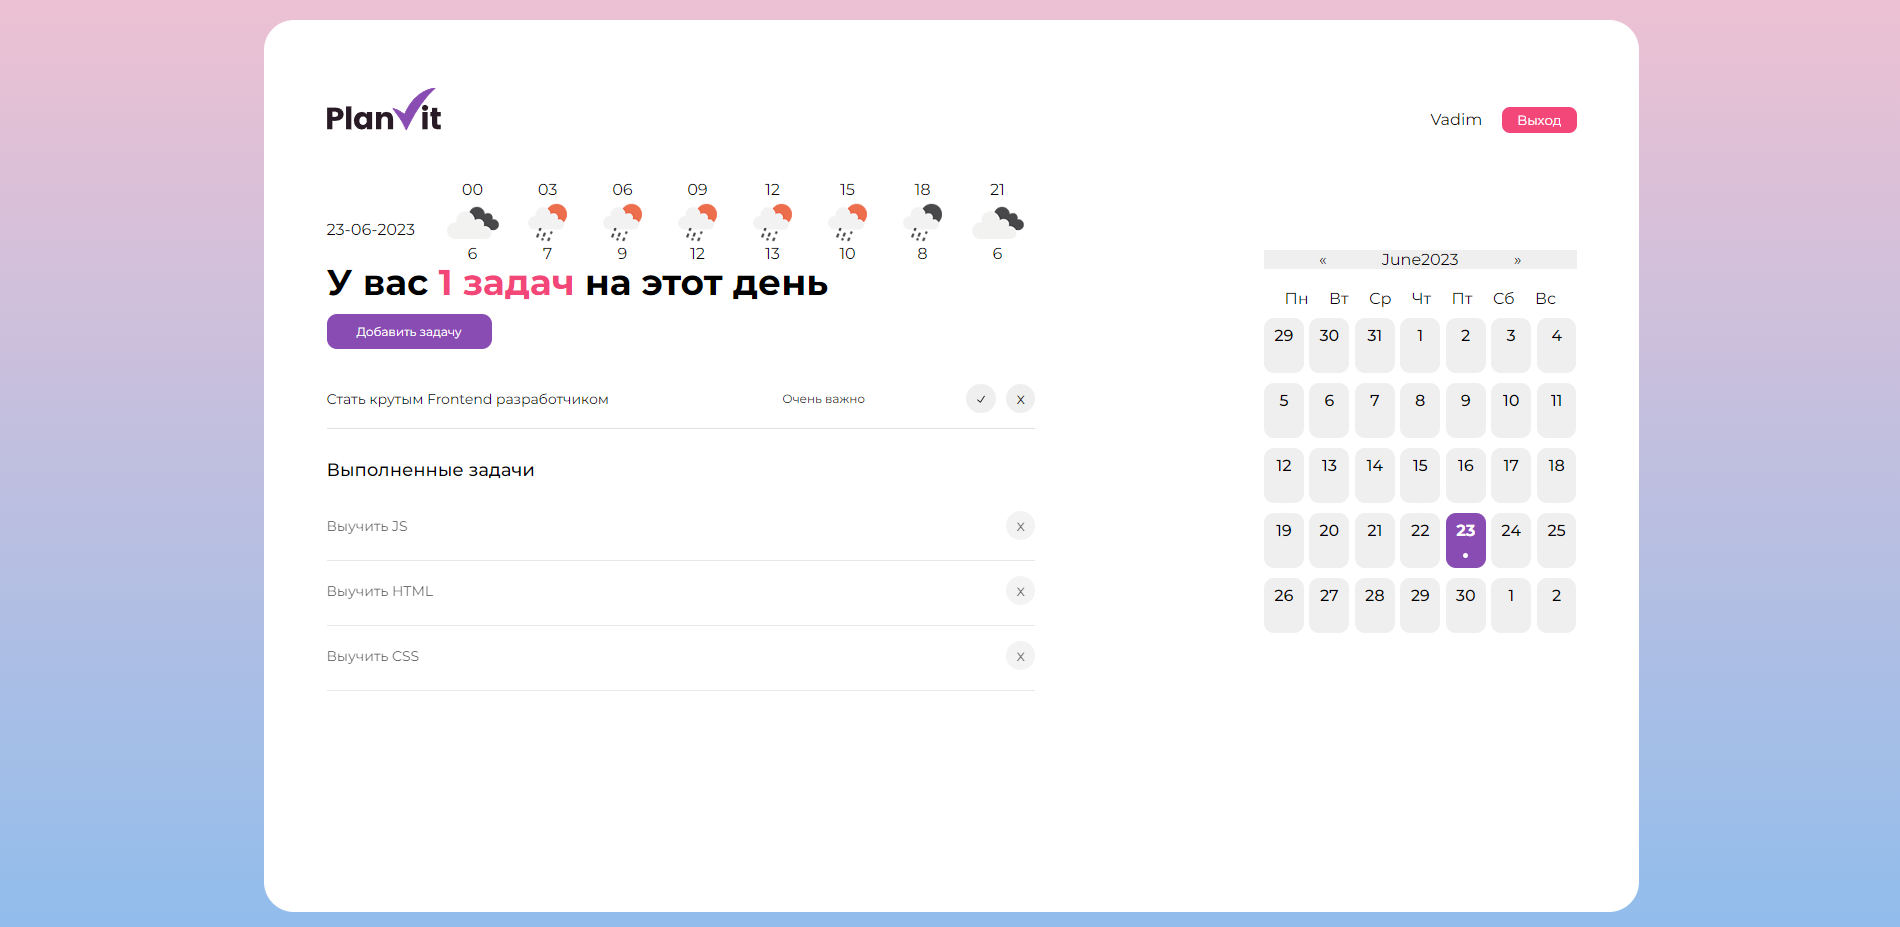 Plan it
Vadim Выход
00 03 06 09 12 15 18 21
23-06-2023
6 7 9 12 13 10 8 6
У вас 1 задач на этот день
Добавить задачу
Стать крутым Frontend разработчиком Очень важно ✓ X
Выполненные задачи
Выучить JS X
Выучить HTML X
Выучить CSS X
« June2023 »
Пн Вт Ср Чт Пт Сб Вс
29 30 31 1 2 3 4
5 6 7 8 9 10 11
12 13 14 15 16 17 18
19 20 21 22 23 24 25
26 27 28 29 30 1 2